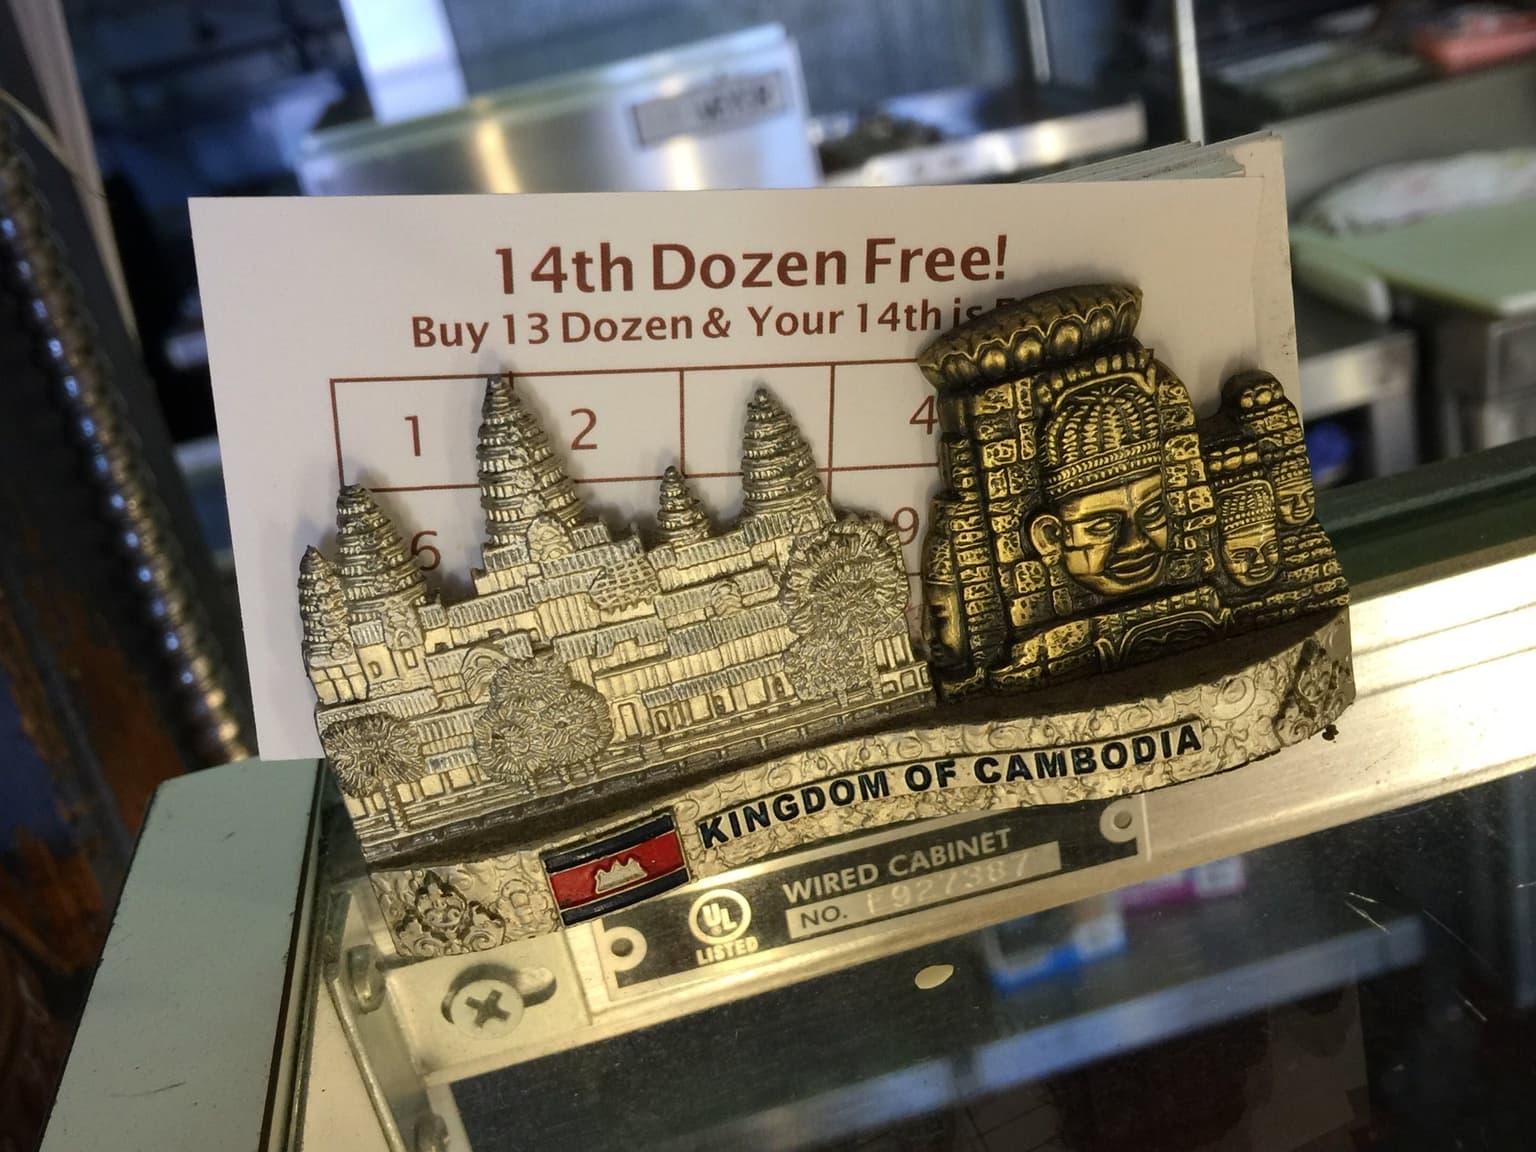 14th Dozen Free!
Buy 13 Dozen & Your 14th is
1 2 4
6 9
KINGDOM OF CAMBODIA
WIRED CABINET
UL
LISTED
NO. E927387